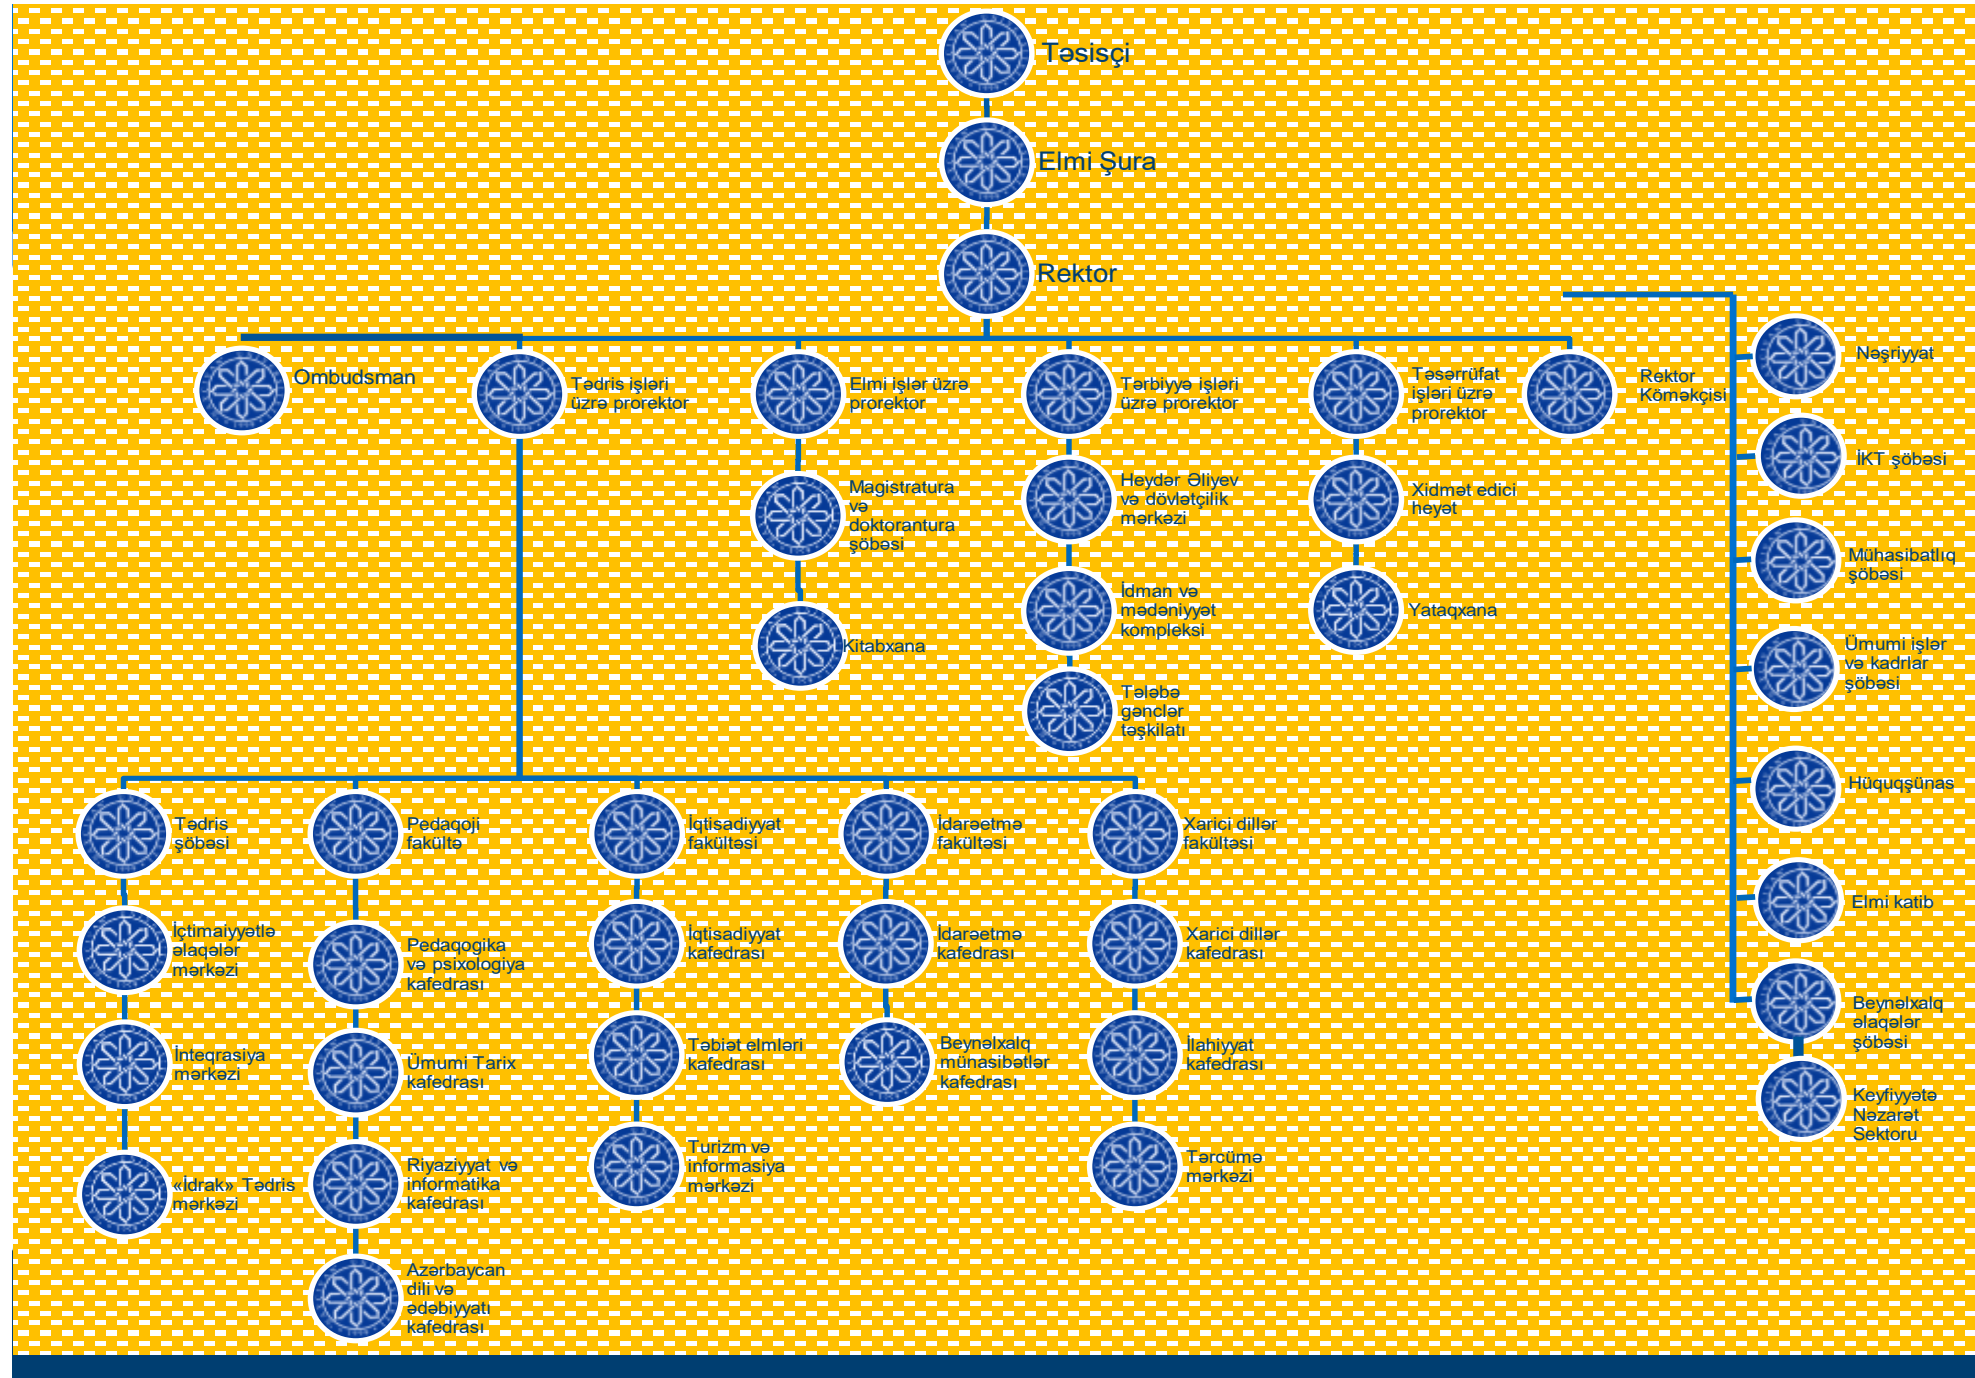 Təsisçi
Elmi Şura
Rektor
Ombudsman
Tədris işləri
üzrə prorektor
Elmi işlər üzrə
prorektor
Tərbiyyə işləri
üzrə prorektor
Təsərrüfat
işləri üzrə
prorektor
Rektor
Köməkçisi
Magistratura
və
doktorantura
şöbəsi
Kitabxana
Heydər Əliyev
və dövlətçilik
mərkəzi
İdman və
mədəniyyət
kompleksi
Tələbə
gənclər
təşkilatı
Xidmət edici
heyət
Yataqxana
Nəşriyyat
İKT şöbəsi
Mühasibatlıq
şöbəsi
Ümumi işlər
və kadrlar
şöbəsi
Hüquqşünas
Elmi katib
Beynəlxalq
əlaqələr
şöbəsi
Keyfiyyətə
Nəzarət
Sektoru
Tədris
şöbəsi
İçtimaiyyətlə
əlaqələr
mərkəzi
İnteqrasiya
mərkəzi
«İdrak» Tədris
mərkəzi
Pedaqoji
fakültə
Pedaqogika
və psixologiya
kafedrası
Ümumi Tarix
kafedrası
Riyaziyyat və
informatika
kafedrası
Azərbaycan
dili və
ədəbiyyatı
kafedrası
İqtisadiyyat
fakültəsi
İqtisadiyyat
kafedrası
Təbiət elmləri
kafedrası
Turizm və
informasiya
mərkəzi
İdarəetmə
fakültəsi
İdarəetmə
kafedrası
Beynəlxalq
münasibətlər
kafedrası
Xarici dillər
fakültəsi
Xarici dillər
kafedrası
İlahiyyat
kafedrası
Tərcümə
mərkəzi